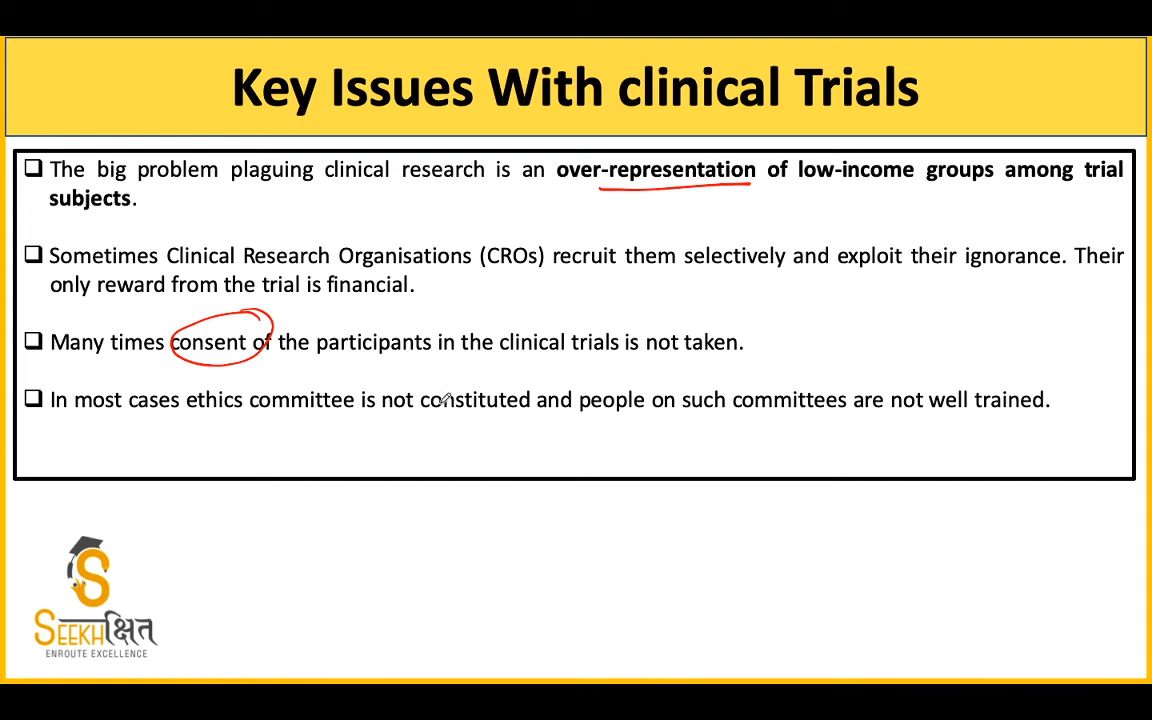 Key Issues With clinical Trials
❑ The big problem plaguing clinical research is an over-representation of low-income groups among trial
subjects.
❑ Sometimes Clinical Research Organisations (CROs) recruit them selectively and exploit their ignorance. Their
only reward from the trial is financial.
❑ Many times consent of the participants in the clinical trials is not taken.
❑ In most cases ethics committee is not constituted and people on such committees are not well trained.
S
SEEKHक्षित
ENROUTE EXCELLENCE